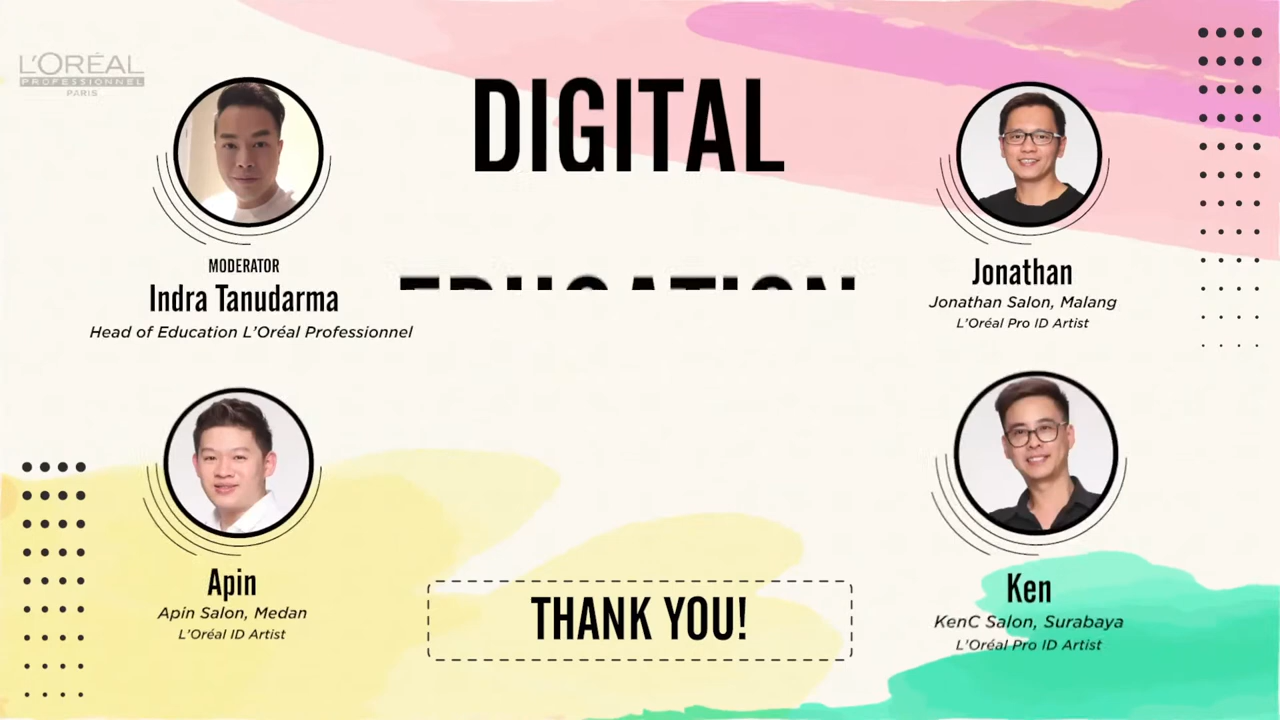 L'ORÉAL
PROFESSIONNEL
PARIS
DIGITAL
EDUCATION
MODERATOR
Indra Tanudarma
Head of Education L'Oréal Professionnel
Jonathan
Jonathan Salon, Malang
L'Oréal Pro ID Artist
Apin
Apin Salon, Medan
L'Oréal ID Artist
Ken
KenC Salon, Surabaya
L'Oréal Pro ID Artist
THANK YOU!